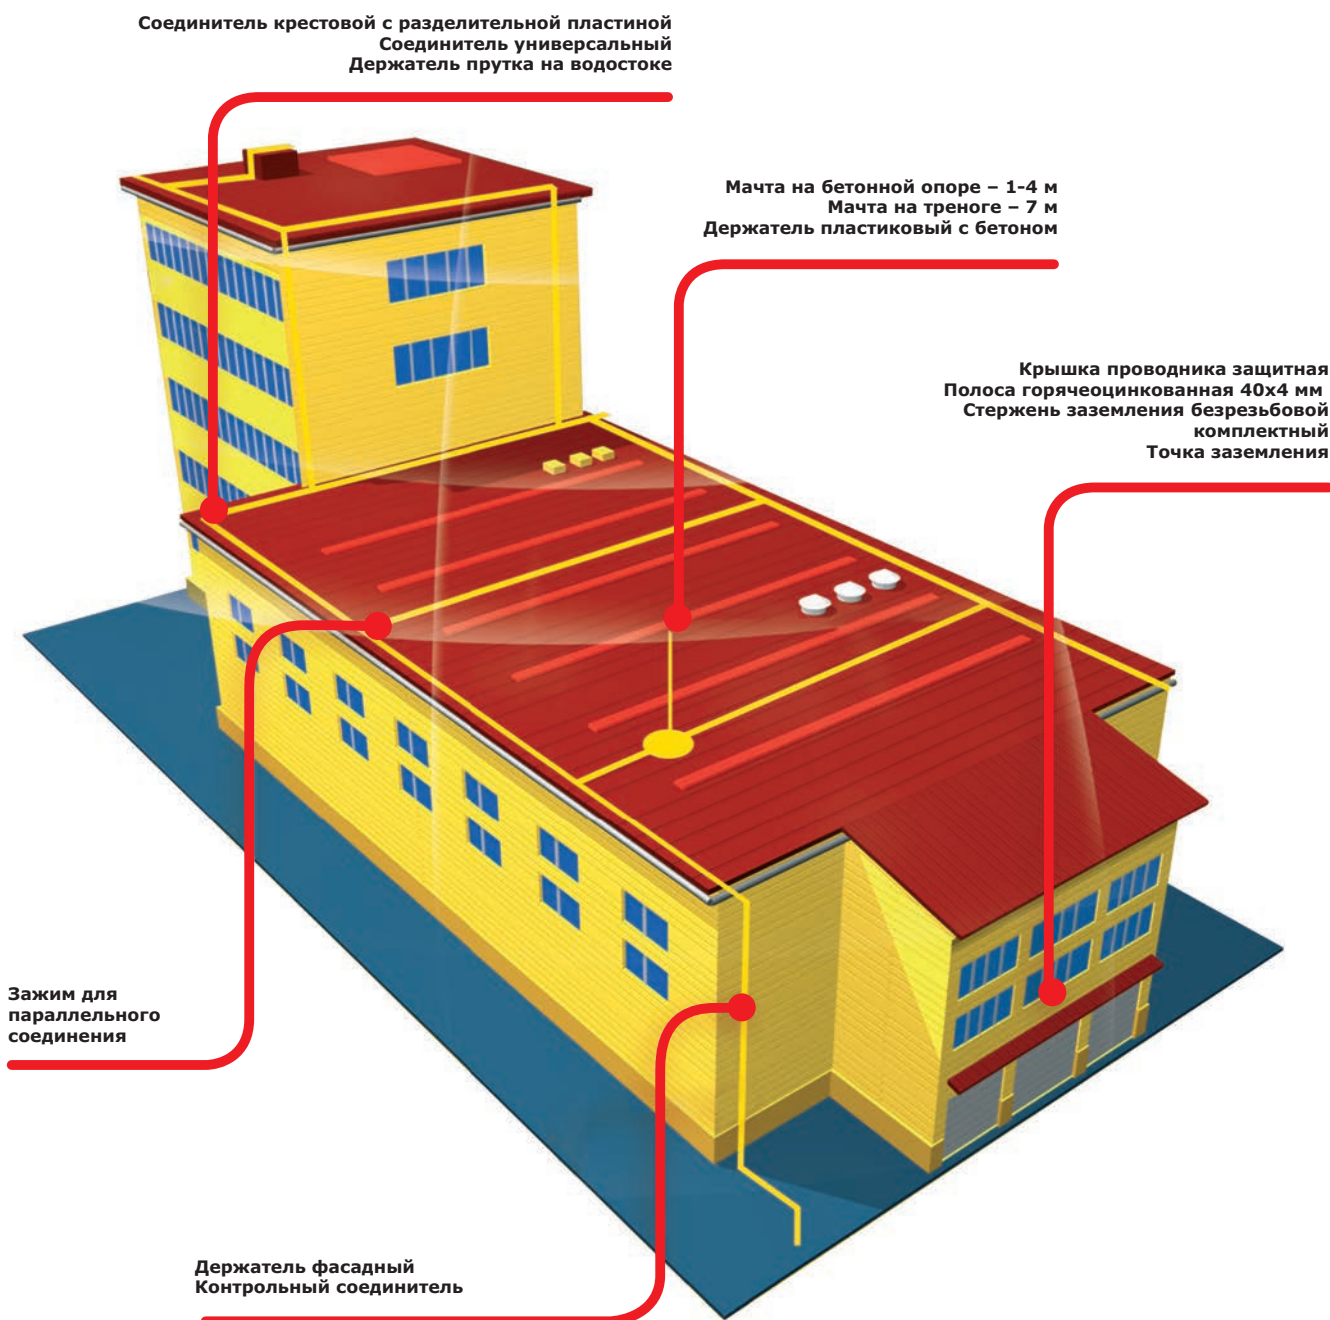 Соединитель крестовой с разделительной пластиной
Соединитель универсальный
Держатель прутка на водостоке
Мачта на бетонной опоре – 1-4 м
Мачта на треноге – 7 м
Держатель пластиковый с бетоном
Крышка проводника защитная
Полоса горячеоцинкованная 40х4 мм
Стержень заземления безрезьбовой
комплектный
Точка заземления
Зажим для
параллельного
соединения
Держатель фасадный
Контрольный соединитель